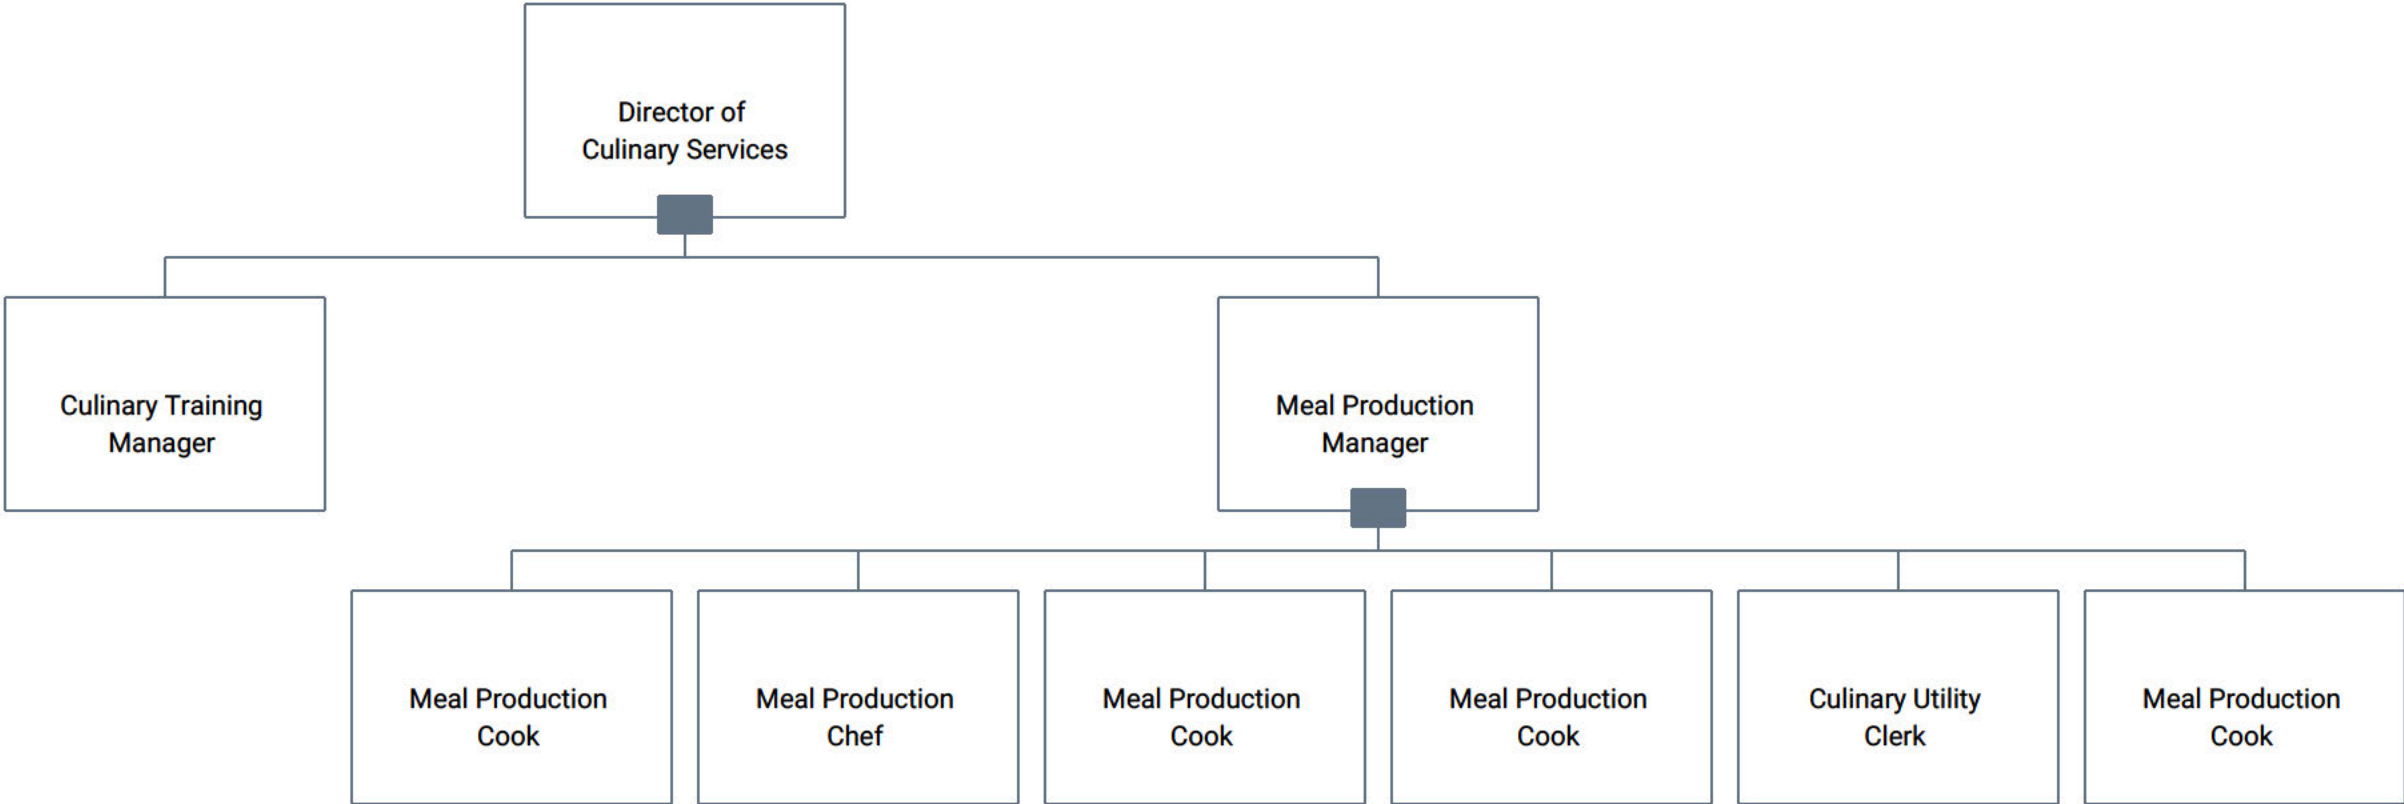 Director of
Culinary Services
Culinary Training
Manager
Meal Production
Manager
Meal Production
Cook
Meal Production
Chef
Meal Production
Cook
Meal Production
Cook
Culinary Utility
Clerk
Meal Production
Cook